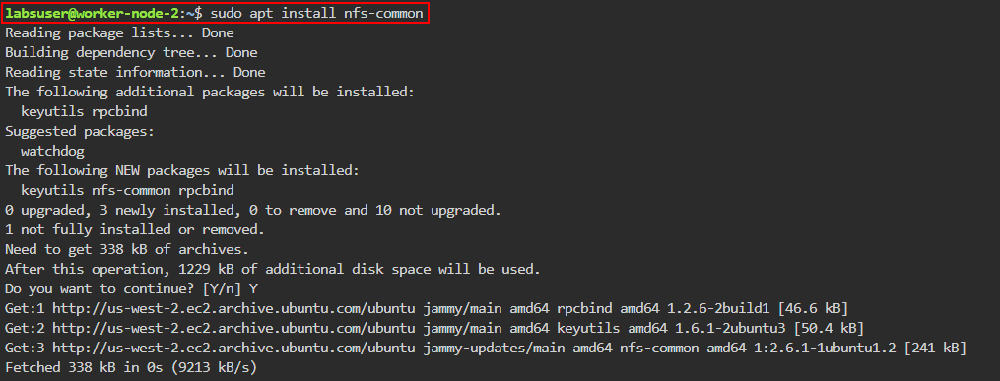 labsuser@worker-node-2:~$ sudo apt install nfs-common
Reading package lists... Done
Building dependency tree... Done
Reading state information... Done
The following additional packages will be installed:
  keyutils rpcbind
Suggested packages:
  watchdog
The following NEW packages will be installed:
  keyutils nfs-common rpcbind
0 upgraded, 3 newly installed, 0 to remove and 10 not upgraded.
1 not fully installed or removed.
Need to get 338 kB of archives.
After this operation, 1229 kB of additional disk space will be used.
Do you want to continue? [Y/n] Y
Get:1 http://us-west-2.ec2.archive.ubuntu.com/ubuntu jammy/main amd64 rpcbind amd64 1.2.6-2build1 [46.6 kB]
Get:2 http://us-west-2.ec2.archive.ubuntu.com/ubuntu jammy/main amd64 keyutils amd64 1.6.1-2ubuntu3 [50.4 kB]
Get:3 http://us-west-2.ec2.archive.ubuntu.com/ubuntu jammy-updates/main amd64 nfs-common amd64 1:2.6.1-1ubuntu1.2 [241 kB]
Fetched 338 kB in 0s (9213 kB/s)